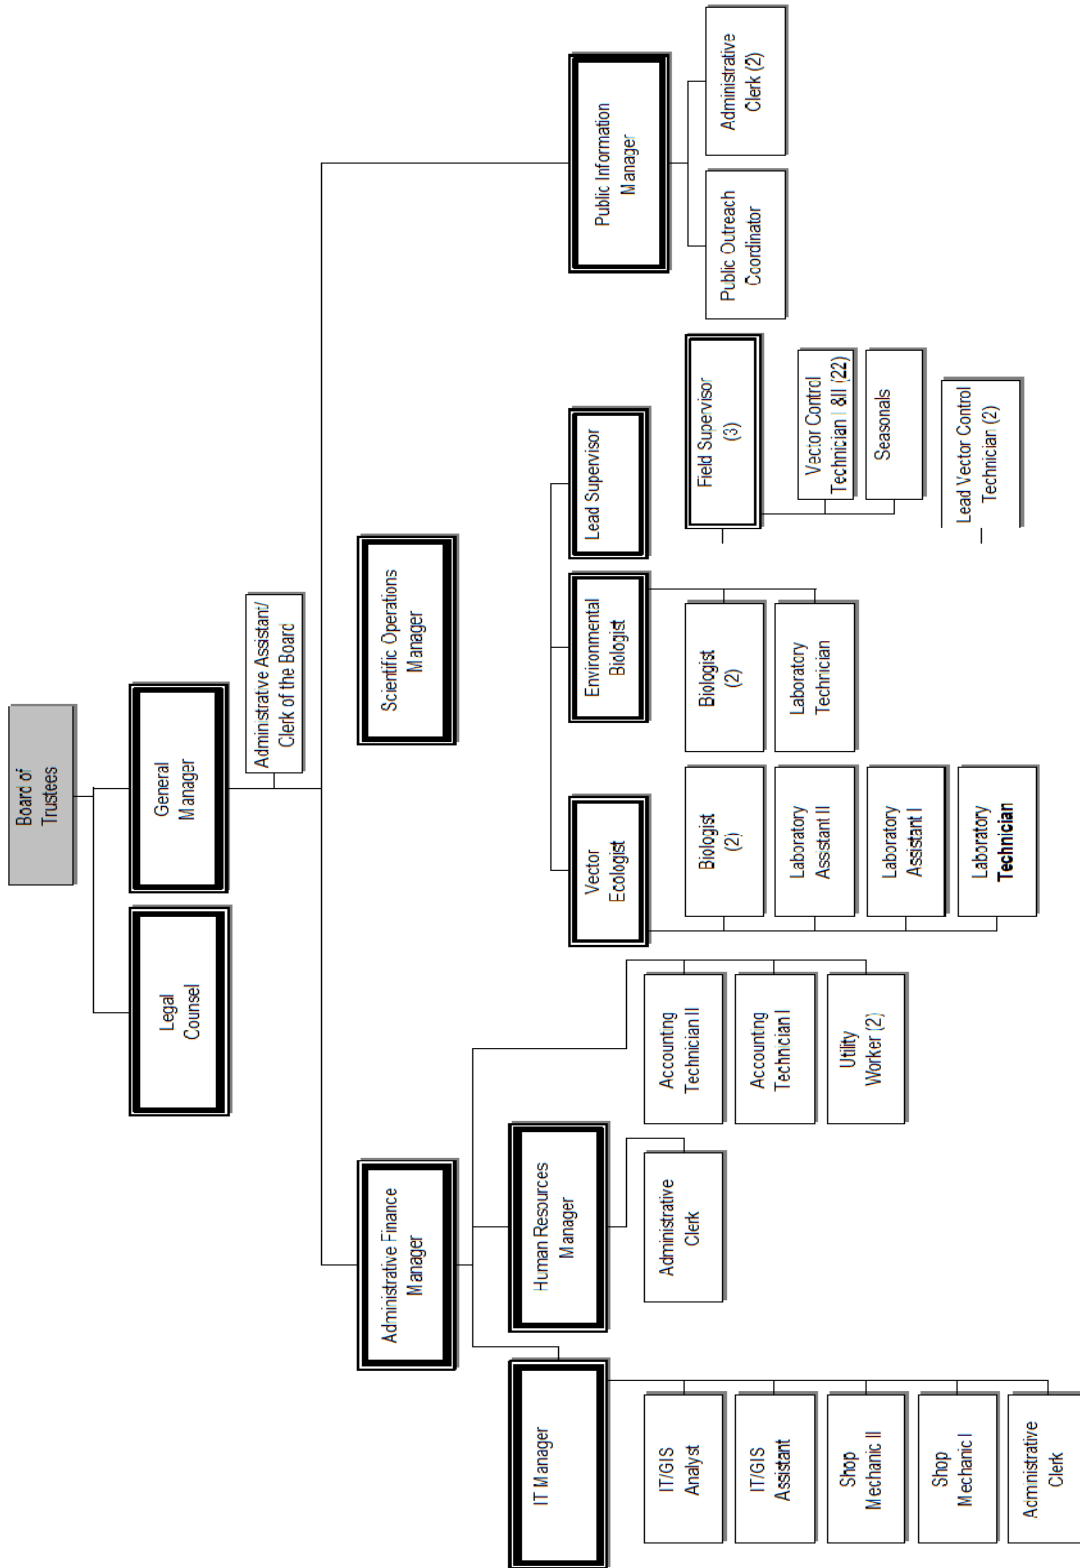 Board of
Trustees
Legal
Counsel
General
Manager
Administrative Assistant/
Clerk of the Board
Administrative Finance
Manager
Scientific Operations
Manager
Public Information
Manager
IT Manager
Human Resources
Manager
Vector
Ecologist
Environmental
Biologist
Lead Supervisor
IT/GIS
Analyst
IT/GIS
Assistant
Shop
Mechanic II
Shop
Mechanic I
Administrative
Clerk
Administrative
Clerk
Accounting
Technician II
Accounting
Technician I
Utility
Worker (2)
Biologist
(2)
Laboratory
Assistant II
Laboratory
Assistant I
Laboratory
Technician
Biologist
(2)
Laboratory
Technician
Field Supervisor
(3)
Vector Control
Technician I &II (22)
Seasonals
Lead Vector Control
Technician (2)
Public Outreach
Coordinator
Administrative
Clerk (2)